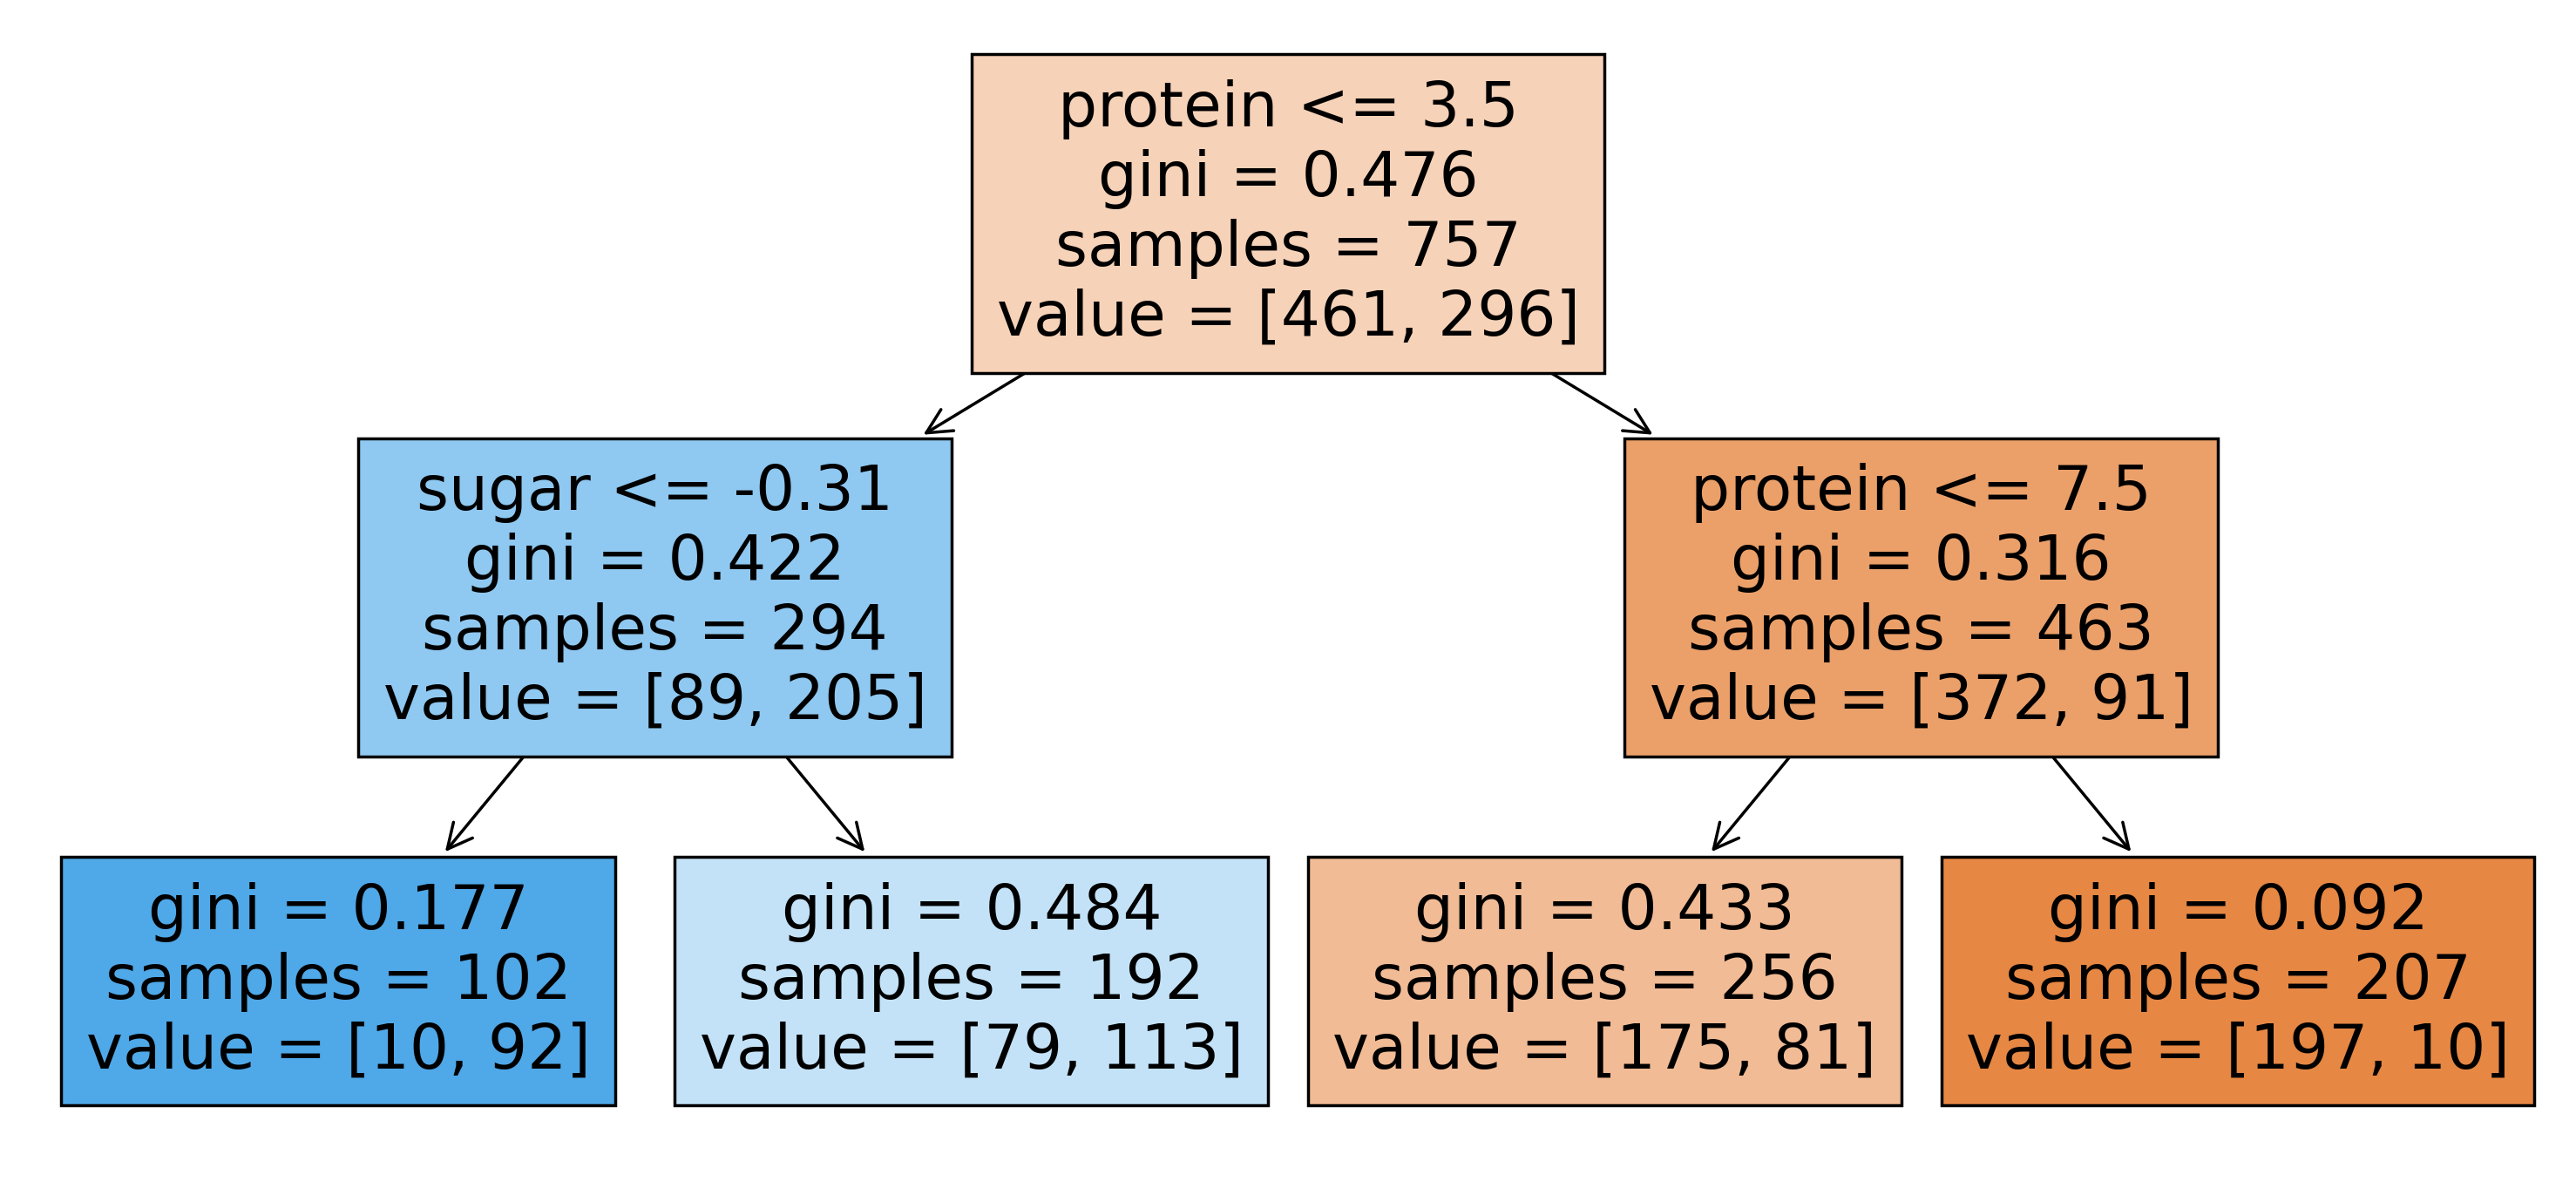 protein <= 3.5
gini = 0.476
samples = 757
value = [461, 296]
sugar <= -0.31
gini = 0.422
samples = 294
value = [89, 205]
protein <= 7.5
gini = 0.316
samples = 463
value = [372, 91]
gini = 0.177
samples = 102
value = [10, 92]
gini = 0.484
samples = 192
value = [79, 113]
gini = 0.433
samples = 256
value = [175, 81]
gini = 0.092
samples = 207
value = [197, 10]